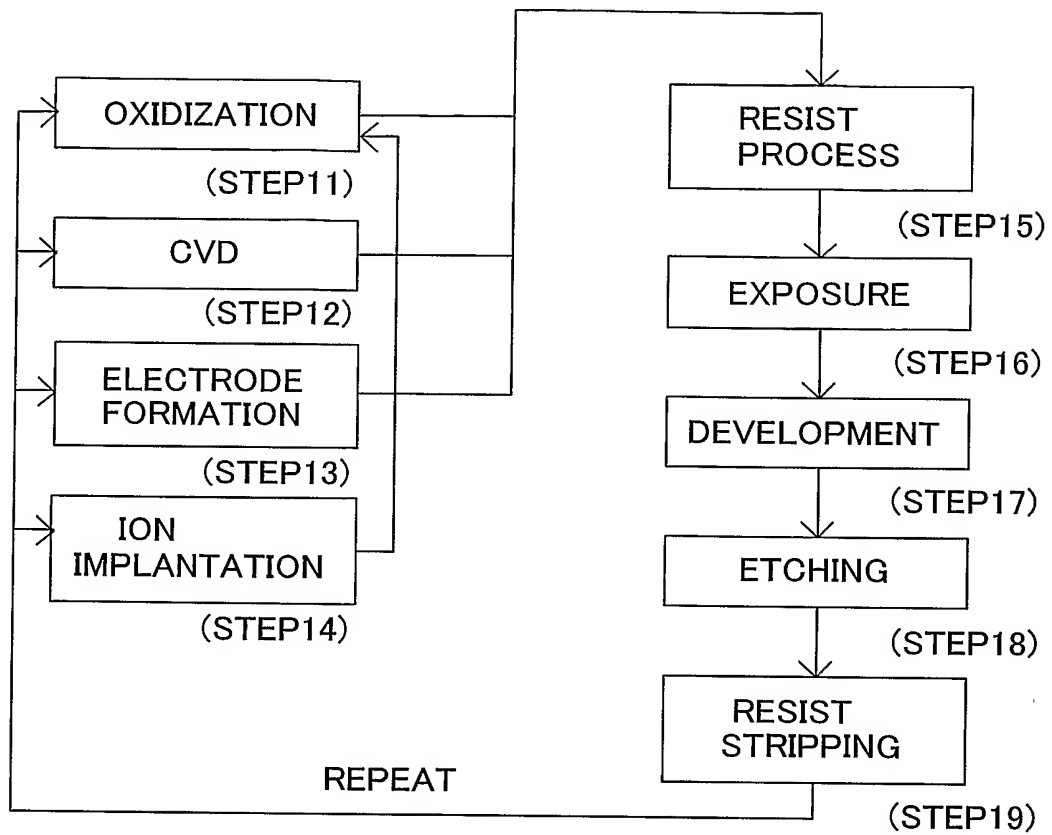 OXIDIZATION
(STEP11)
CVD
(STEP12)
ELECTRODE
FORMATION
(STEP13)
ION
IMPLANTATION
(STEP14)
RESIST
PROCESS
(STEP15)
EXPOSURE
(STEP16)
DEVELOPMENT
(STEP17)
ETCHING
(STEP18)
RESIST
STRIPPING
(STEP19)
REPEAT